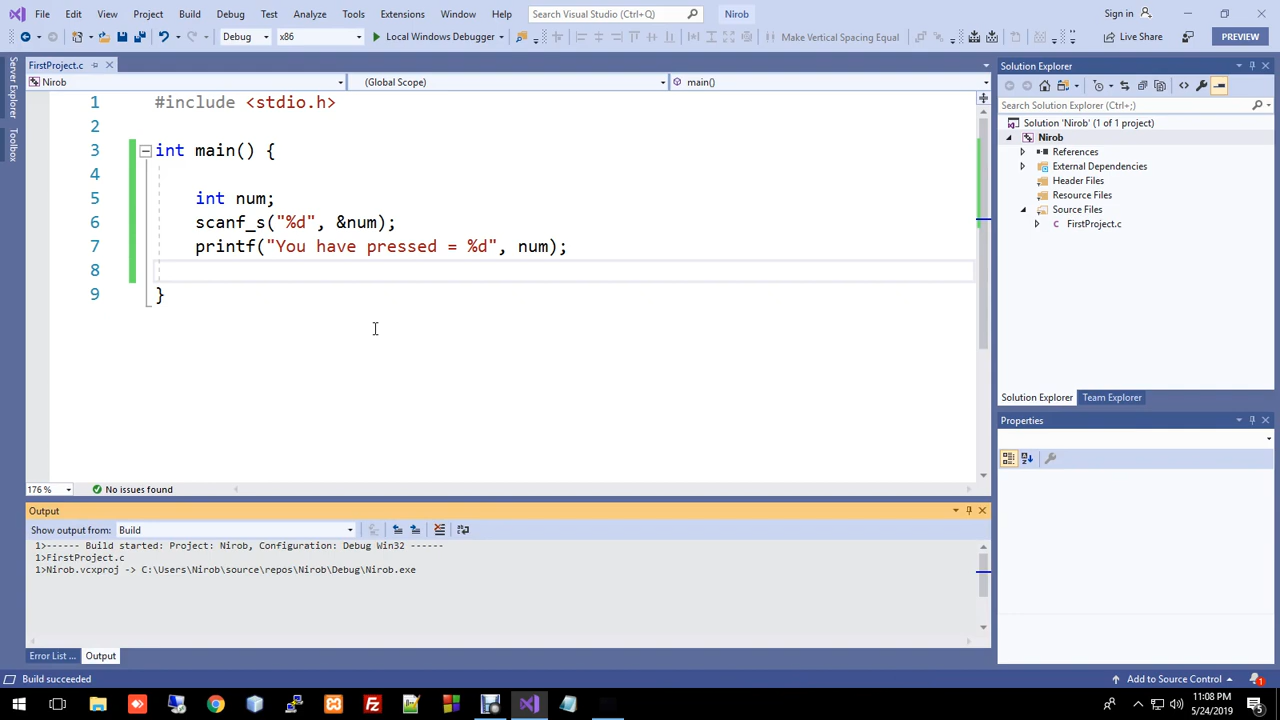 File Edit View Project Build Debug Test Analyze Tools Extensions Window Help Search Visual Studio (Ctrl+Q) Nirob Sign in
Debug x86 Local Windows Debugger Make Vertical Spacing Equal Live Share PREVIEW
Server Explorer
Toolbox
FirstProject.c
Nirob (Global Scope) main()
1 #include <stdio.h>
2
3 int main() {
4
5 int num;
6 scanf_s("%d", &num);
7 printf("You have pressed = %d", num);
8
9 }
176 % No issues found
Output
Show output from: Build
1>------ Build started: Project: Nirob, Configuration: Debug Win32 ------
1>FirstProject.c
1>Nirob.vcxproj -> C:\Users\Nirob\source\repos\Nirob\Debug\Nirob.exe
Error List ... Output
Solution Explorer
Search Solution Explorer (Ctrl+;)
Solution 'Nirob' (1 of 1 project)
Nirob
References
External Dependencies
Header Files
Resource Files
Source Files
FirstProject.c
Solution Explorer Team Explorer
Properties
Build succeeded Add to Source Control 1
11:08 PM
5/24/2019
5